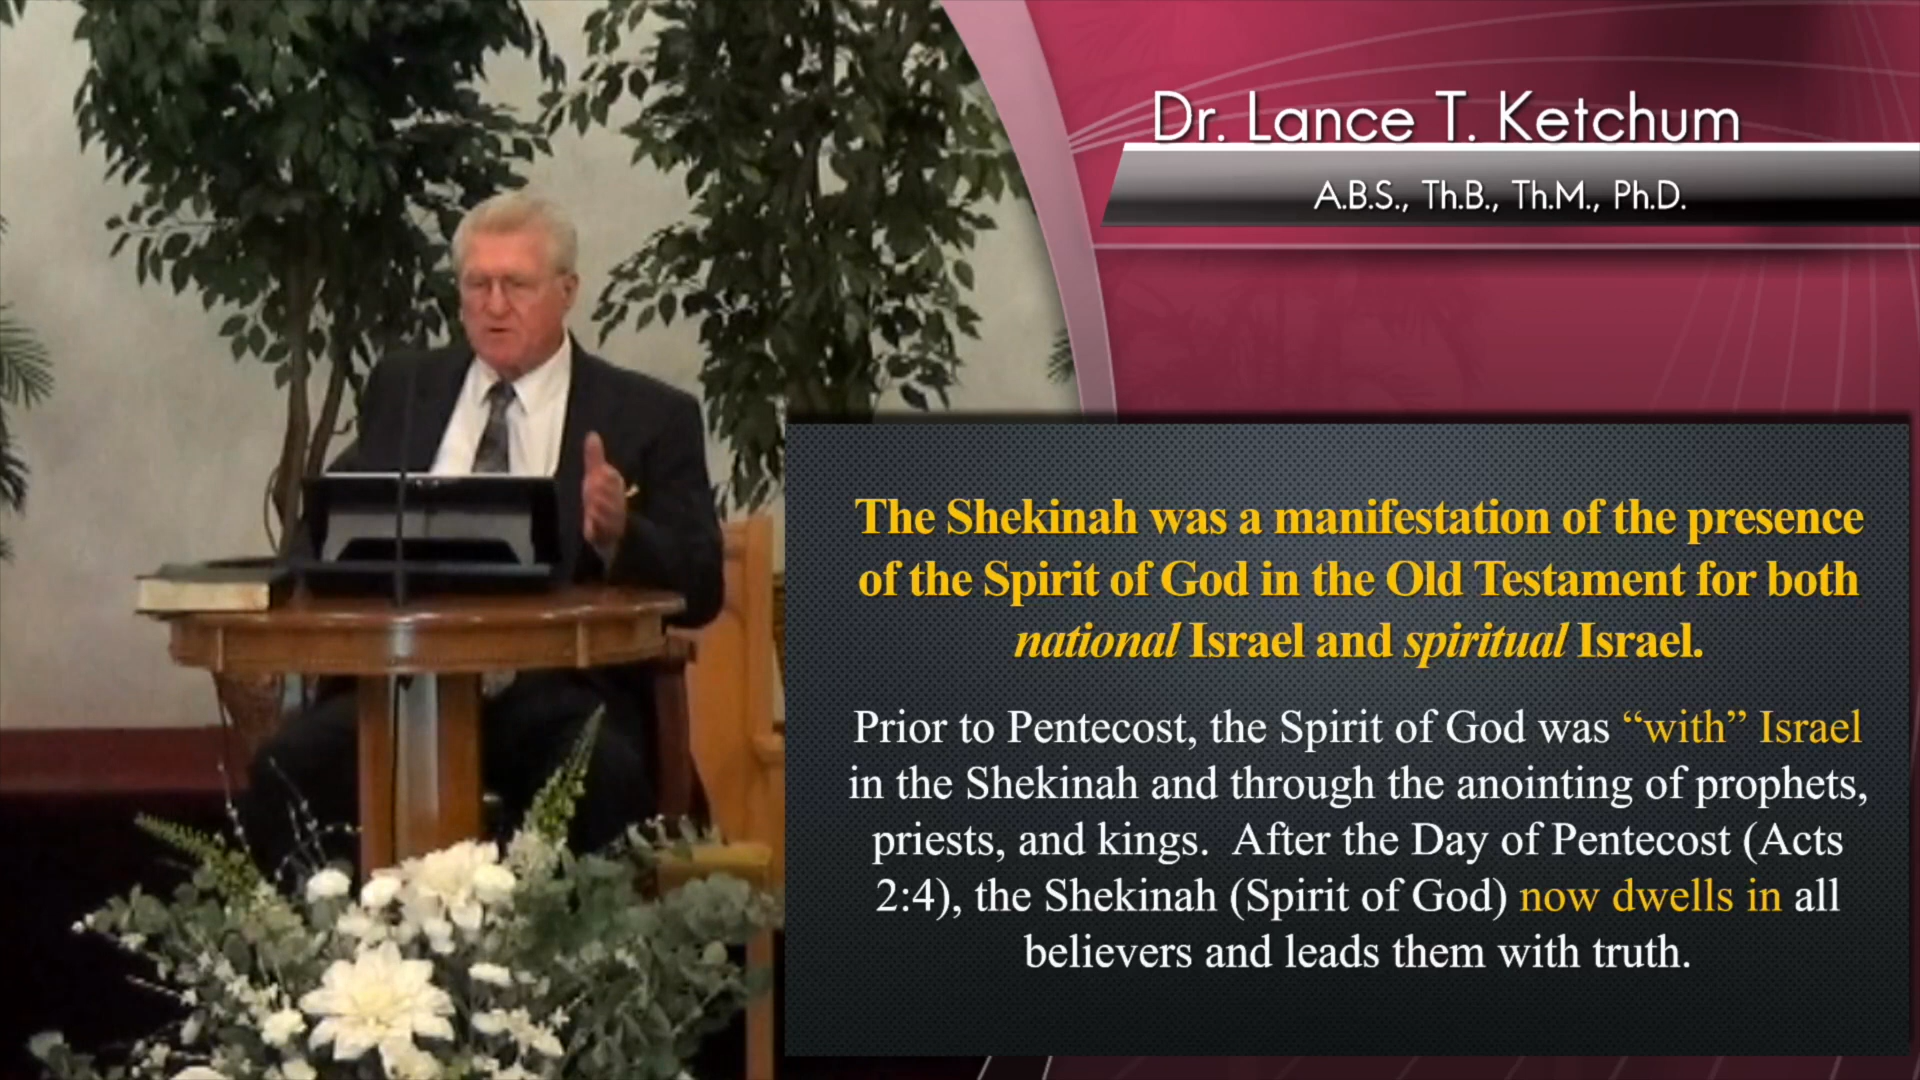 Dr. Lance T. Ketchum
A.B.S., Th.B., Th.M., Ph.D.
The Shekinah was a manifestation of the presence
of the Spirit of God in the Old Testament for both
national Israel and spiritual Israel.
Prior to Pentecost, the Spirit of God was “with” Israel
in the Shekinah and through the anointing of prophets,
priests, and kings.  After the Day of Pentecost (Acts
2:4), the Shekinah (Spirit of God) now dwells in all
believers and leads them with truth.